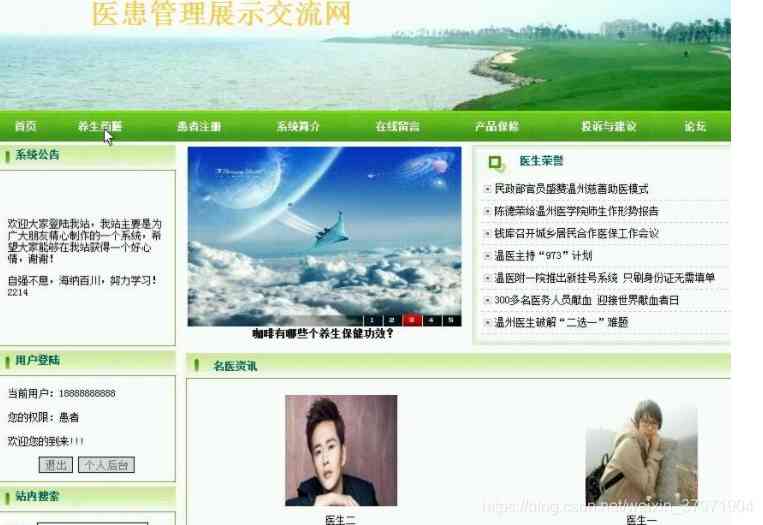 医患管理展示交流网
首页 养生问题 患者注册 系统简介 在线留言 产品保修 投诉与建议 论坛
系统公告
欢迎大家登陆我站，我站主要是为
广大朋友精心制作的一个系统，希
望大家能够在我站获得一个好心
情，谢谢！
自强不息，海纳百川，努力学习！
2214
1 2 3 4 5
咖啡有哪些个养生保健功效？
医生荣誉
民政部官员盛赞温州慈善助医模式
陈德荣给温州医学院师生作形势报告
钱库召开城乡居民合作医保工作会议
温医主持“973”计划
温医附一院推出新挂号系统 只刷身份证无需填单
300多名医务人员献血 迎接世界献血者日
温州医生破解“二选一”难题
用户登陆
当前用户：18888888888
您的权限：患者
欢迎您的到来!!!
退出 个人后台
站内搜索
名医资讯
医生二
医生一
https://blog.csdn.net/weixin_37971904